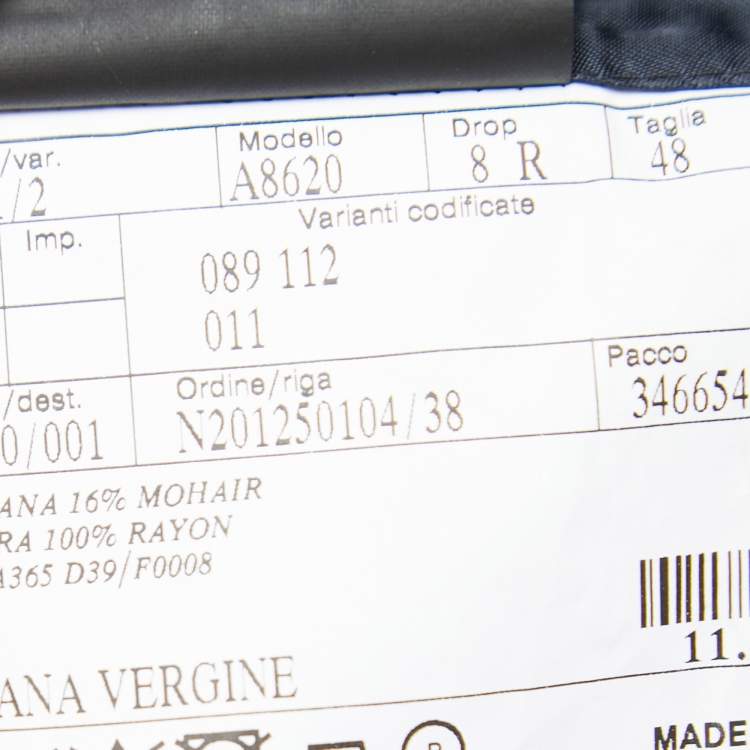 /var. Modello Drop Taglia
/2 A8620 8 R 48
Imp. Varianti codificate
089 112
011
/dest. Ordine/riga Pacco
0/001 N201250104/38 346654
ANA 16% MOHAIR
RA 100% RAYON
A365 D39/F0008
11.
ANA VERGINE
P
MADE